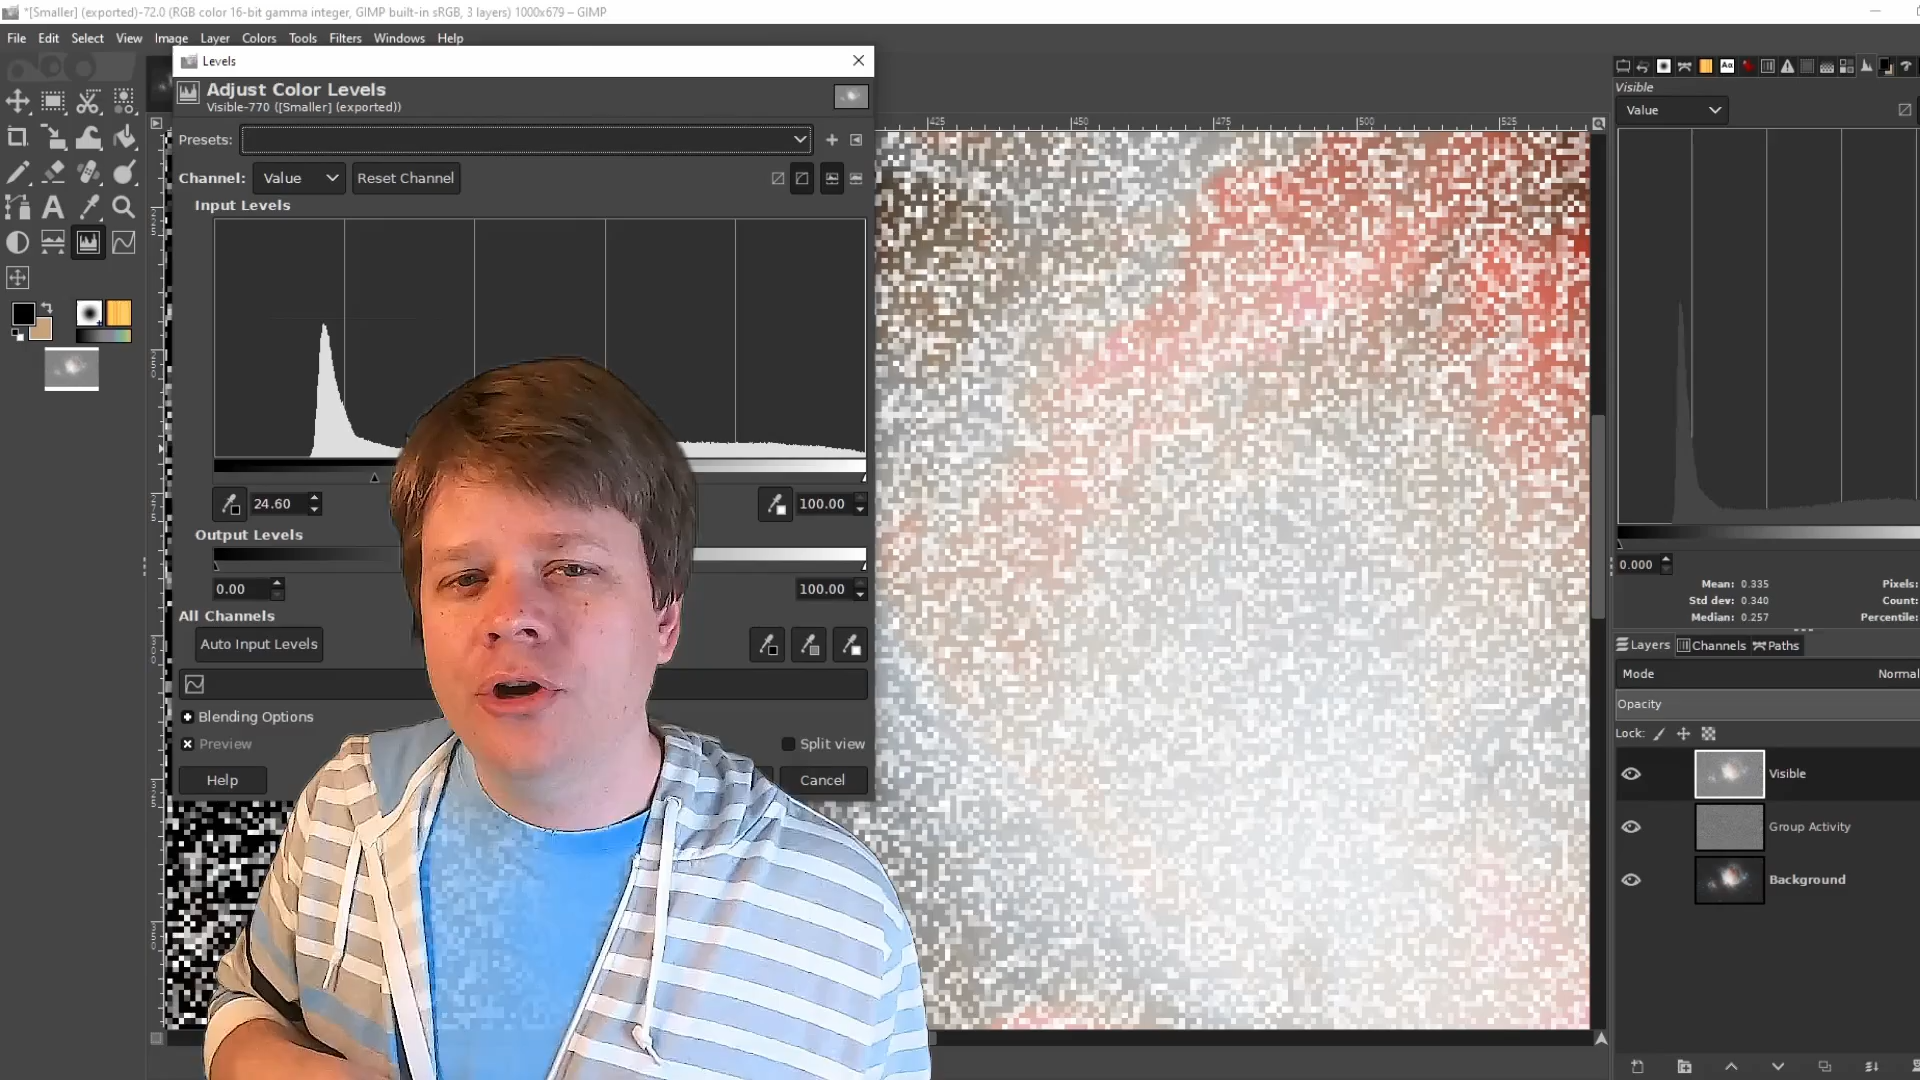 *[Smaller] (exported)-72.0 (RGB color 16-bit gamma integer, GIMP built-in sRGB, 3 layers) 1000x679 – GIMP
File Edit Select View Image Layer Colors Tools Filters Windows Help
Levels
Adjust Color Levels
Visible-770 ([Smaller] (exported))
Presets:
Channel: Value Reset Channel
Input Levels
24.60 100.00
Output Levels
0.00 100.00
All Channels
Auto Input Levels
Blending Options
Preview Split view
Help Cancel
425 450 475 500 525
Visible
Value
0.000
Mean: 0.335 Pixels:
Std dev: 0.340 Count:
Median: 0.257 Percentile:
Layers Channels Paths
Mode Normal
Opacity
Lock:
Visible
Group Activity
Background